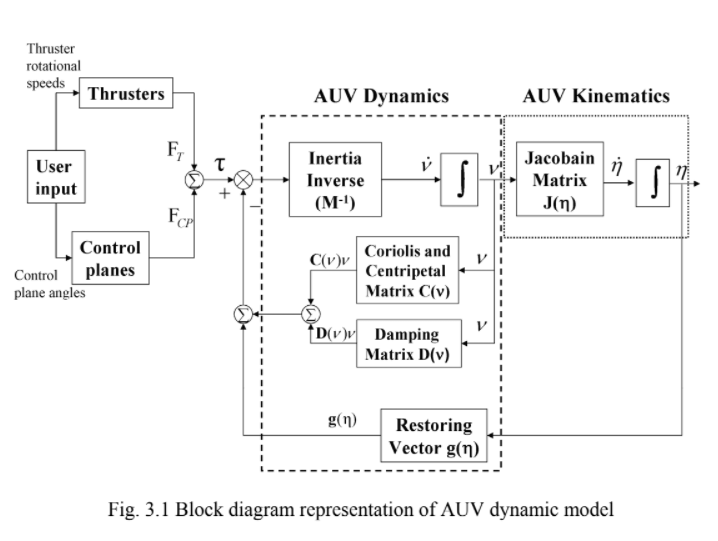 Thruster
rotational
speeds
Thrusters
AUV Dynamics
AUV Kinematics
User
input
F_T
Σ
τ
+
−
F_CP
Inertia
Inverse
(M⁻¹)
ν̇
∫
ν
Jacobain
Matrix
J(η)
η̇
∫
η
Control
planes
Control
plane angles
C(ν)ν
Coriolis and
Centripetal
Matrix C(ν)
ν
Σ
Σ
D(ν)ν
Damping
Matrix D(ν)
ν
g(η)
Restoring
Vector g(η)
Fig. 3.1 Block diagram representation of AUV dynamic model